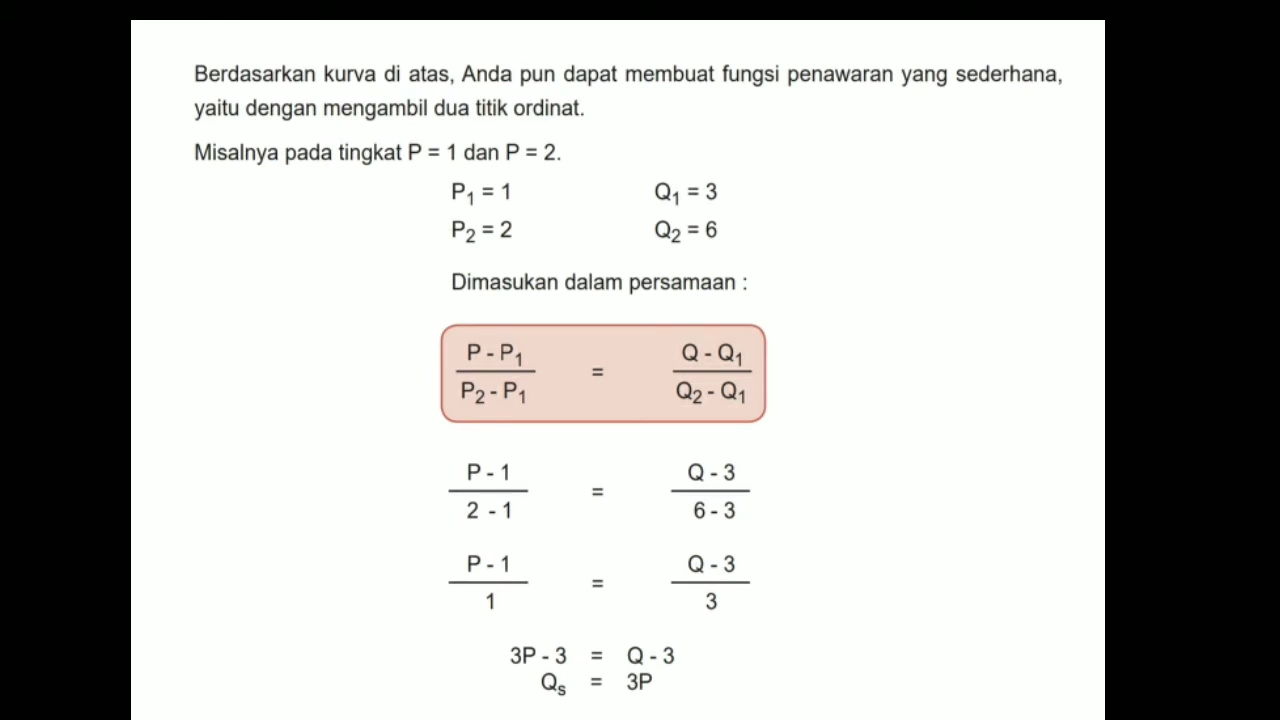 Berdasarkan kurva di atas, Anda pun dapat membuat fungsi penawaran yang sederhana,
yaitu dengan mengambil dua titik ordinat.
Misalnya pada tingkat P = 1 dan P = 2.
P1 = 1 Q1 = 3
P2 = 2 Q2 = 6
Dimasukan dalam persamaan :
P - P1 Q - Q1
=
P2 - P1 Q2 - Q1
P - 1 Q - 3
=
2 - 1 6 - 3
P - 1 Q - 3
=
1 3
3P - 3 = Q - 3
Qs = 3P